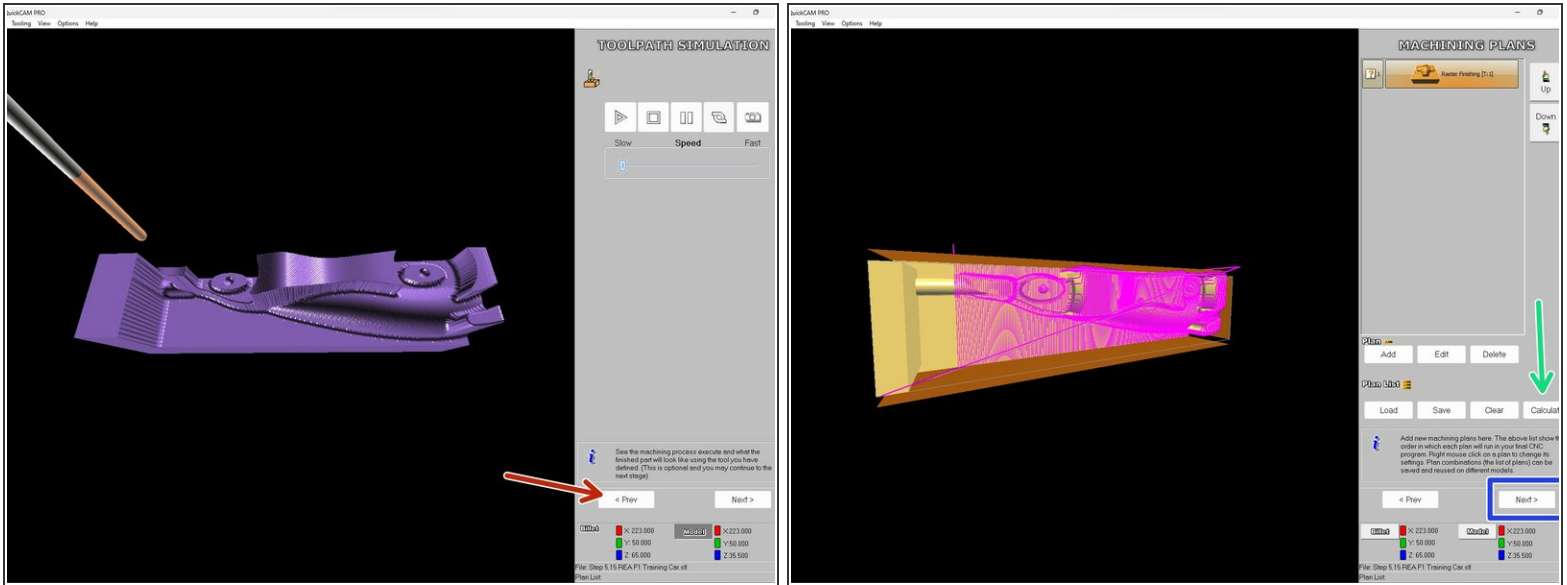 uickCAM PRO
Tooling View Options Help
TOOLPATH SIMULATION
Slow Speed Fast
See the machining process execute and what the
finished part will look like using the tool you have
defined. (This is optional and you may continue to the
next stage)
< Prev Next >
Billet X: 223.000 Model X:223.000
Y: 50.000 Y:50.000
Z: 65.000 Z:35.500
File: Step 5.15 REA F1 Training Car.stl
Plan List:
uickCAM PRO
Tooling View Options Help
MACHINING PLANS
1: Raster Finishing [T:1]
Up
Down
Plan
Add Edit Delete
Plan List
Load Save Clear Calculat
Add new machining plans here. The above list show th
order in which each plan will run in your final CNC
program. Right mouse click on a plan to change its
settings. Plan combinations (the list of plans) can be
saved and reused on different models.
< Prev Next >
Billet X: 223.000 Model X:223.000
Y: 50.000 Y:50.000
Z: 65.000 Z:35.500
File: Step 5.15 REA F1 Training Car.stl
Plan List: